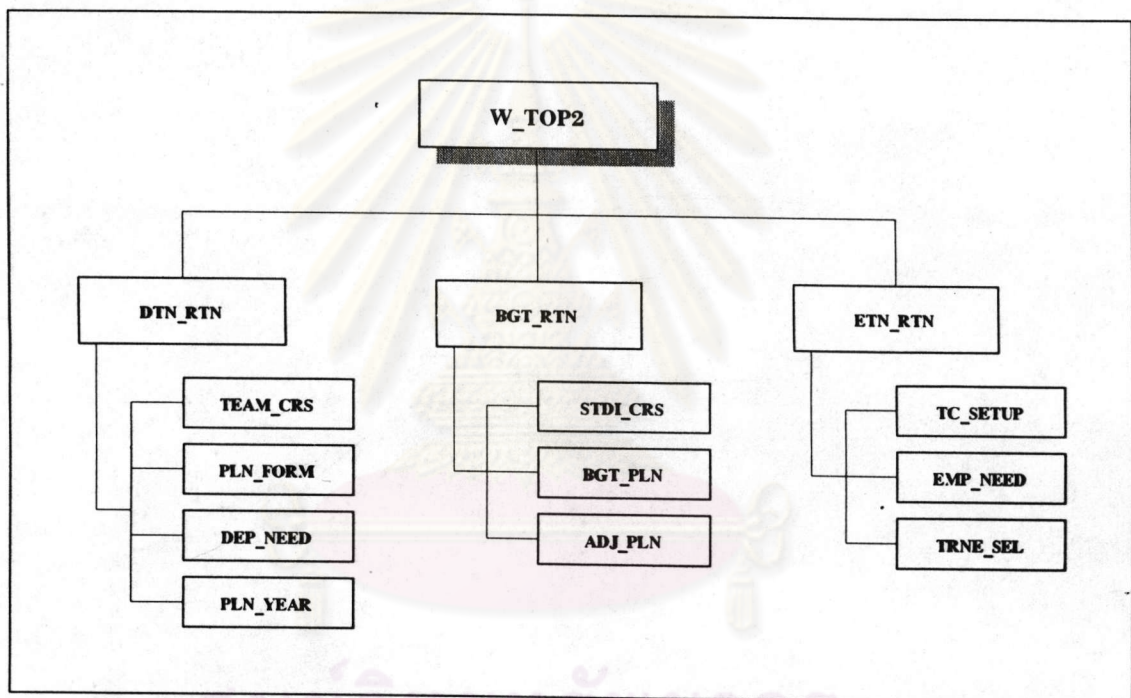 W_TOP2
DTN_RTN
BGT_RTN
ETN_RTN
TEAM_CRS
PLN_FORM
DEP_NEED
PLN_YEAR
STDI_CRS
BGT_PLN
ADJ_PLN
TC_SETUP
EMP_NEED
TRNE_SEL